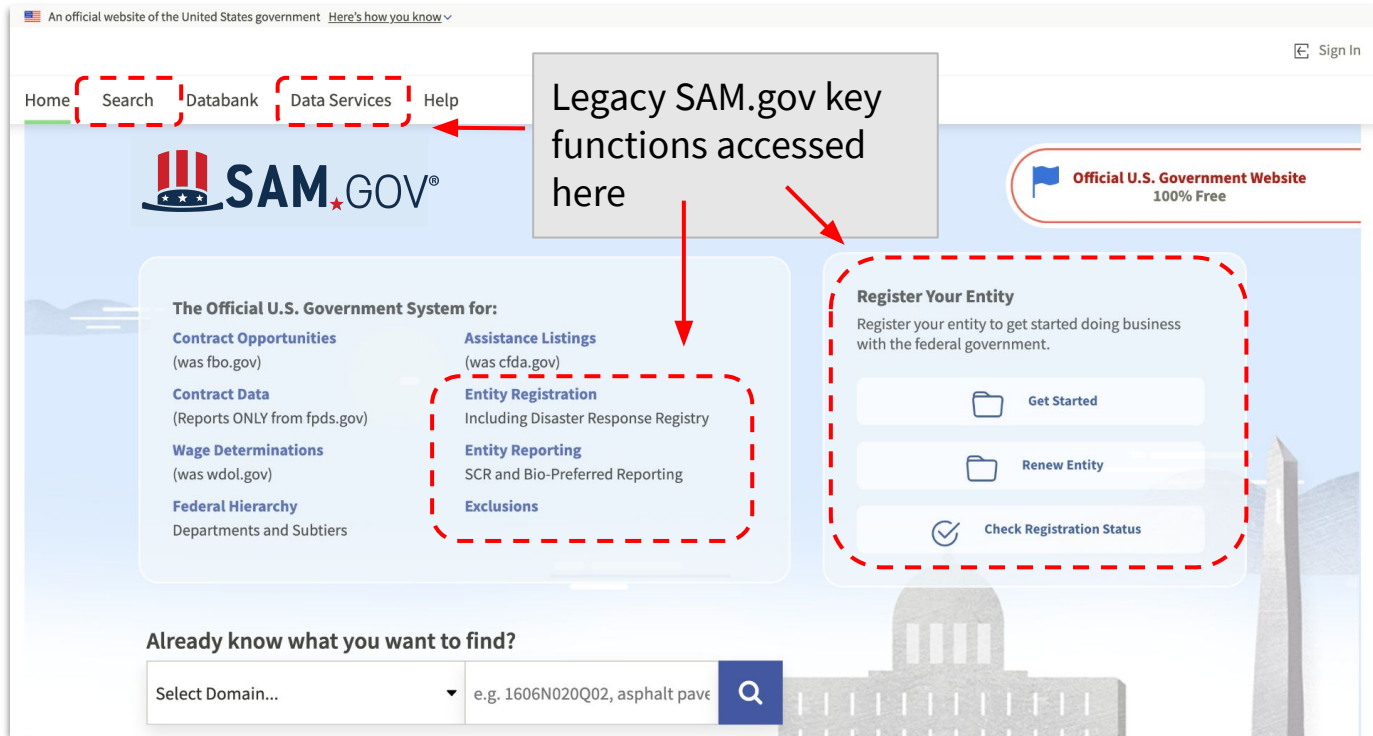 An official website of the United States government Here's how you know
Sign In
Home Search Databank Data Services Help
Legacy SAM.gov key
functions accessed
here
SAM.GOV®
Official U.S. Government Website
100% Free
The Official U.S. Government System for:
Contract Opportunities
(was fbo.gov)
Contract Data
(Reports ONLY from fpds.gov)
Wage Determinations
(was wdol.gov)
Federal Hierarchy
Departments and Subtiers
Assistance Listings
(was cfda.gov)
Entity Registration
Including Disaster Response Registry
Entity Reporting
SCR and Bio-Preferred Reporting
Exclusions
Register Your Entity
Register your entity to get started doing business
with the federal government.
Get Started
Renew Entity
Check Registration Status
Already know what you want to find?
Select Domain...
e.g. 1606N020Q02, asphalt pave